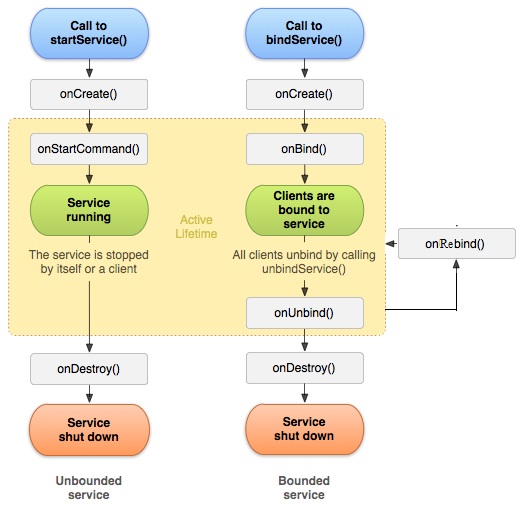 Call to
startService()
onCreate()
onStartCommand()
Service
running
The service is stopped
by itself or a client
onDestroy()
Service
shut down
Unbounded
service
Active
Lifetime
Call to
bindService()
onCreate()
onBind()
Clients are
bound to
service
All clients unbind by calling
unbindService()
onUnbind()
onDestroy()
Service
shut down
Bounded
service
onRebind()